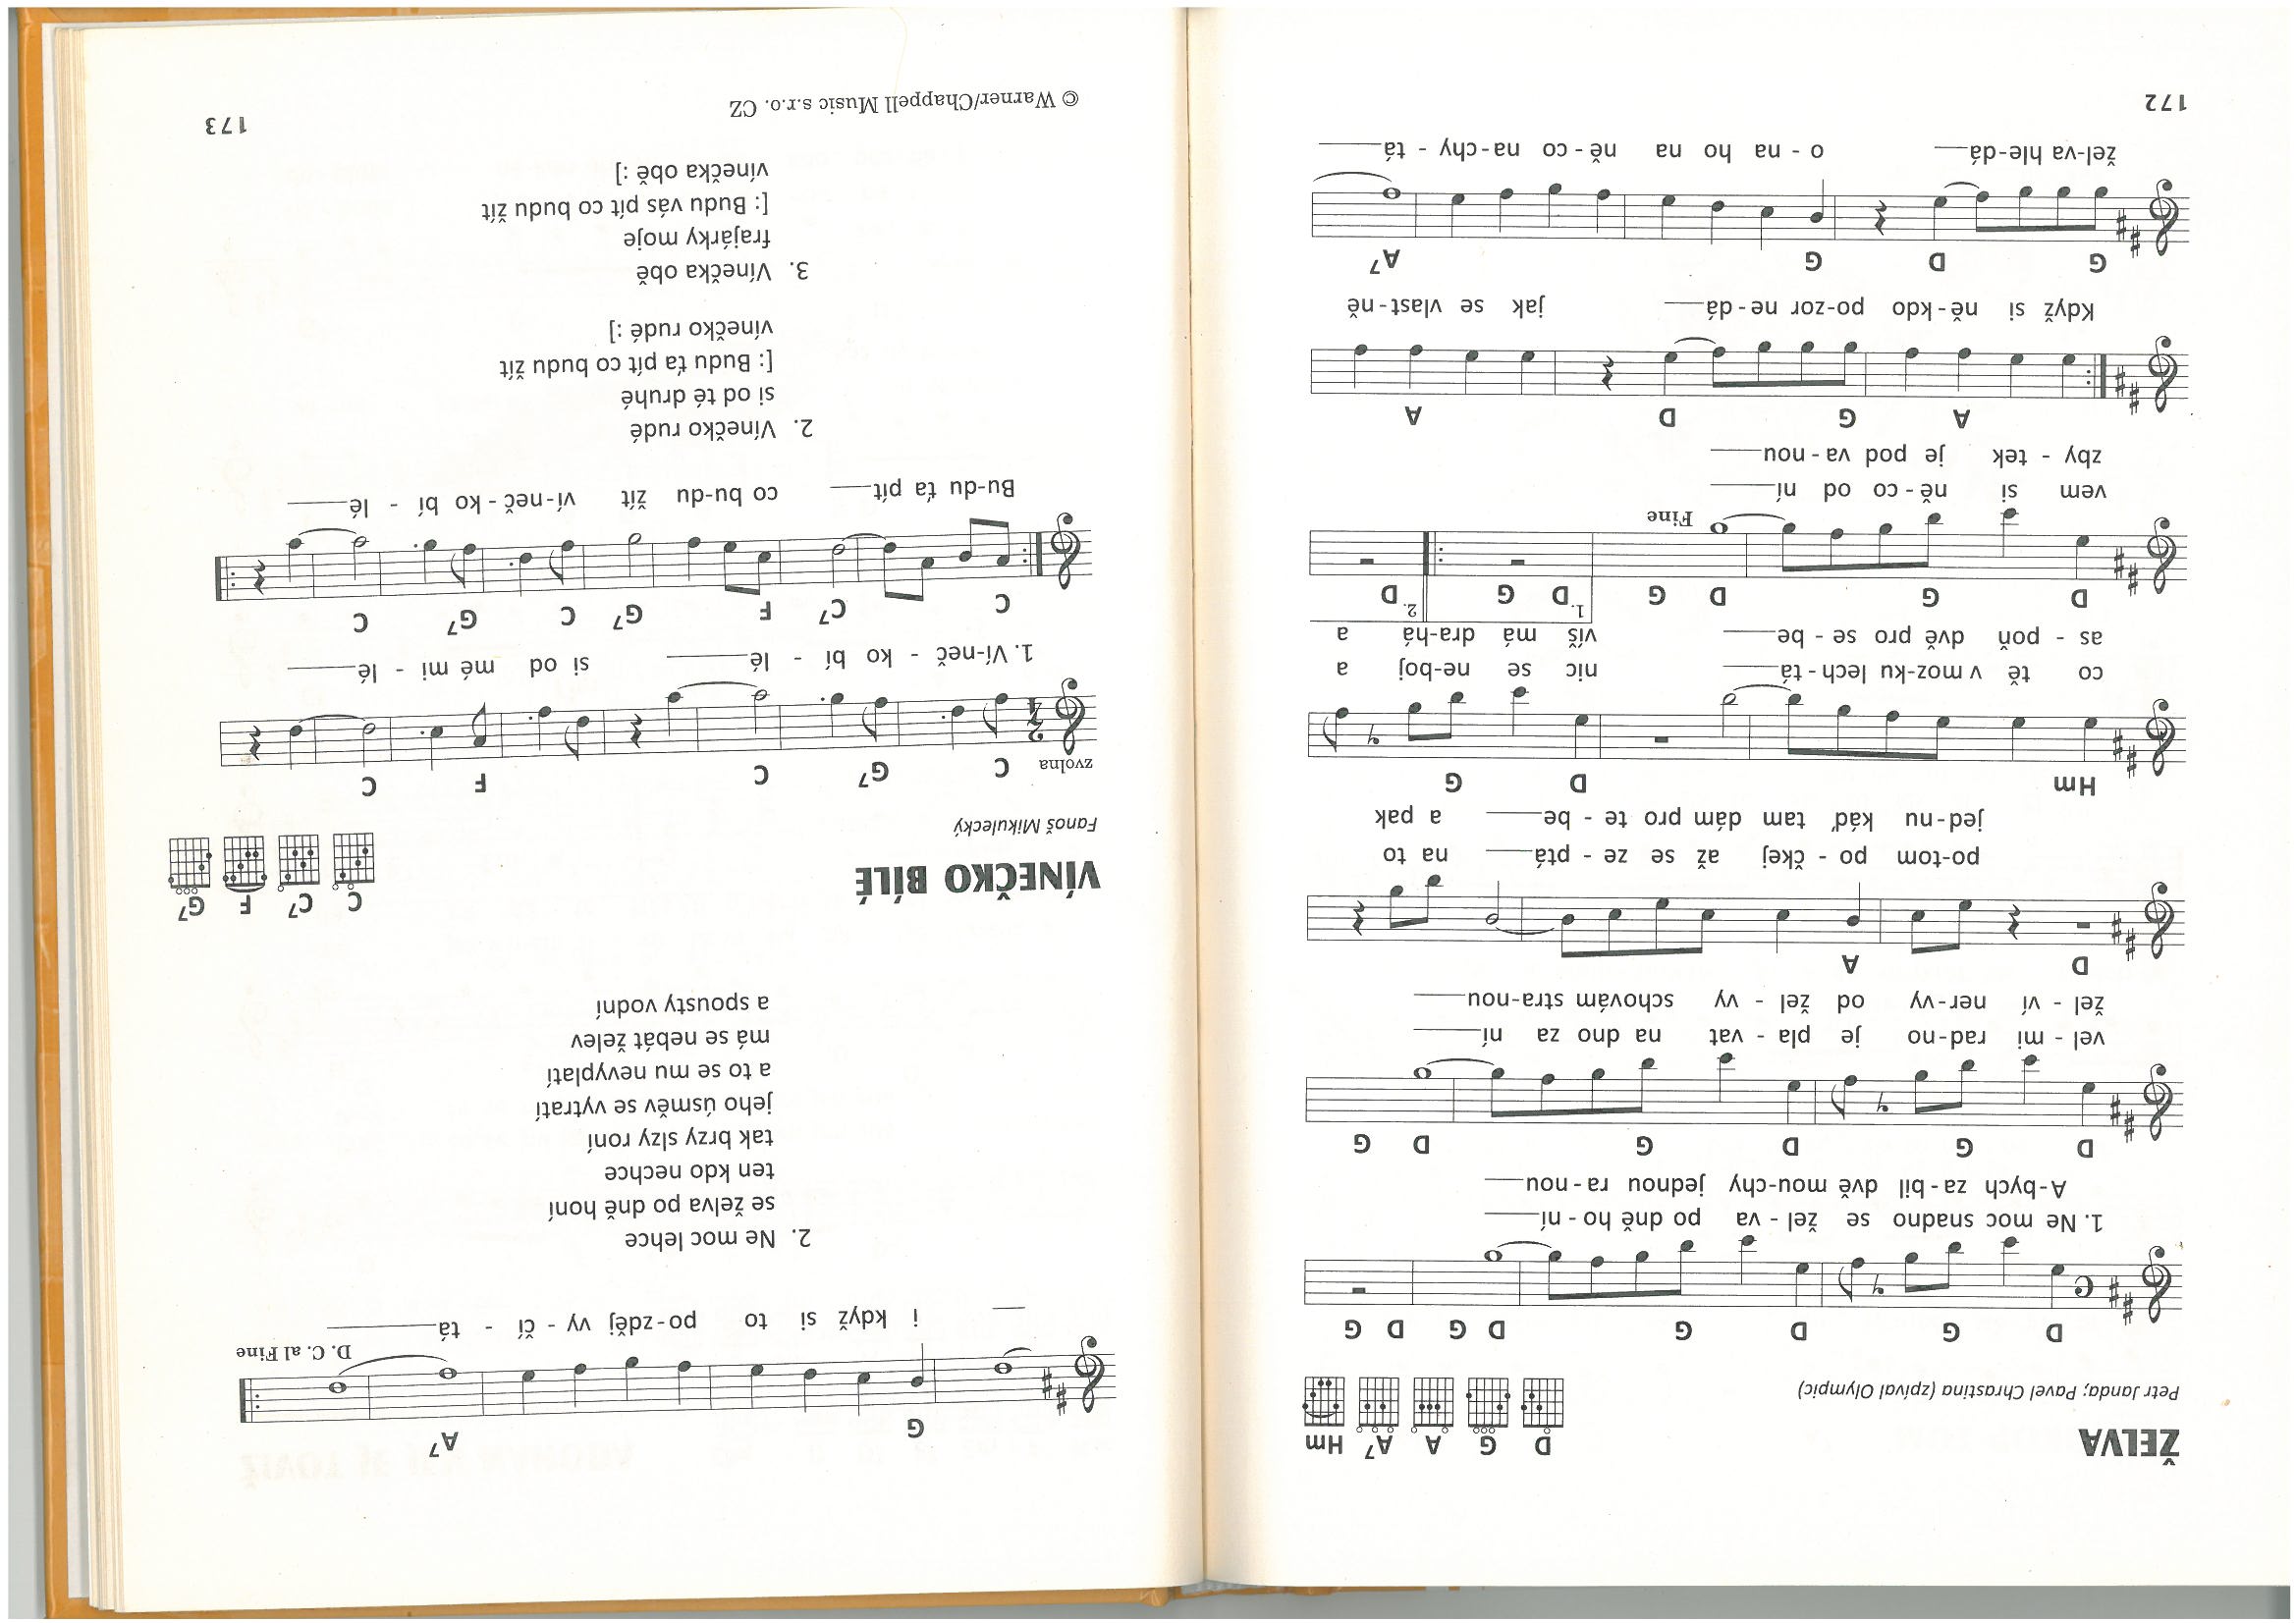 ŽELVA
D G A A7 Hm
Petr Janda; Pavel Chrastina (zpíval Olympic)
D G D G D G D G
1. Ne moc snadno se žel - va po dně ho - ní
A-bych za-bil dvě mou-chy jednou ra-nou
D G D G D G
vel - mi rad-no je pla - vat na dno za ní
žel - ví ner-vy od žel - vy schovám stra-nou
D A
po-tom po - čkej až se ze - ptá na to
jed-nu káď tam dám pro te - be a pak
Hm D G
co tě v moz-ku lech-tá nic se ne-boj a
as - poň dvě pro se - be víš má dra-há a
D G D G 1. D G 2. D
Fine
vem si ně-co od ní
zby - tek je pod va-nou
A G D A
Když si ně-kdo po-zor ne-dá jak se vlast-ně
G D G A7
žel-va hle-dá o - na ho na ně-co na-chy - tá
172
G A7
D. C. al Fine
i když si to po-zděj vy - čí - tá
2. Ne moc lehce
se želva po dně honí
ten kdo nechce
tak brzy slzy roní
jeho úsměv se vytratí
a to se mu nevyplatí
má se nebát želev
a spousty vodní
VÍNEČKO BÍLÉ
C C7 F G7
Fanoš Mikulecký
zvolna C G7 C F C
1. Ví-neč - ko bí - lé si od mé mi - lé
C C7 F G7 C G7 C
Bu-du ťa pít co bu-du žít ví-neč-ko bí - lé
2. Vínečko rudé
si od té druhé
[: Budu ťa pít co budu žít
vínečko rudé :]
3. Vínečka obě
frajárky moje
[: Budu vás pít co budu žít
vínečka obě :]
173
© Warner/Chappell Music s.r.o. CZ